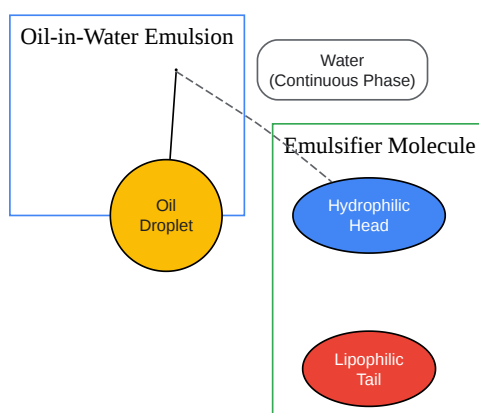 Oil-in-Water Emulsion
Water
(Continuous Phase)
Emulsifier Molecule
Oil
Droplet
Hydrophilic
Head
Lipophilic
Tail